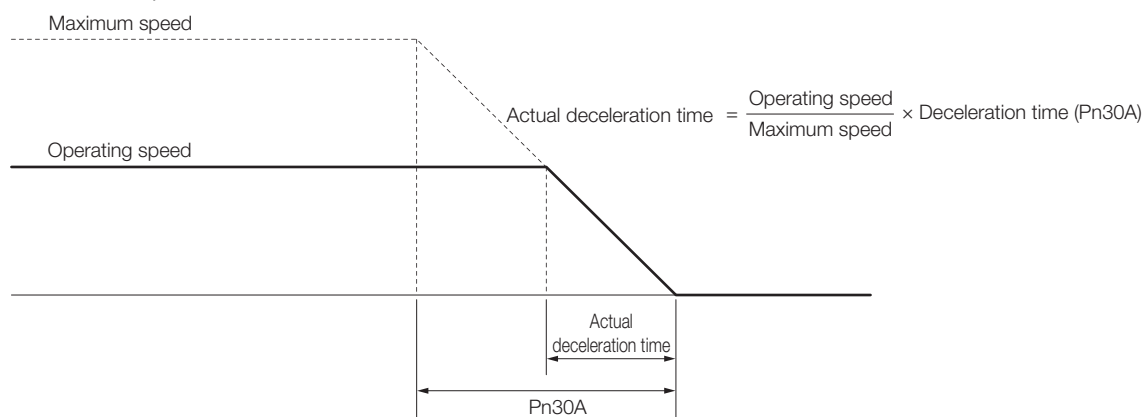 Maximum speed
Actual deceleration time = Operating speed / Maximum speed × Deceleration time (Pn30A)
Operating speed
Actual
deceleration time
Pn30A